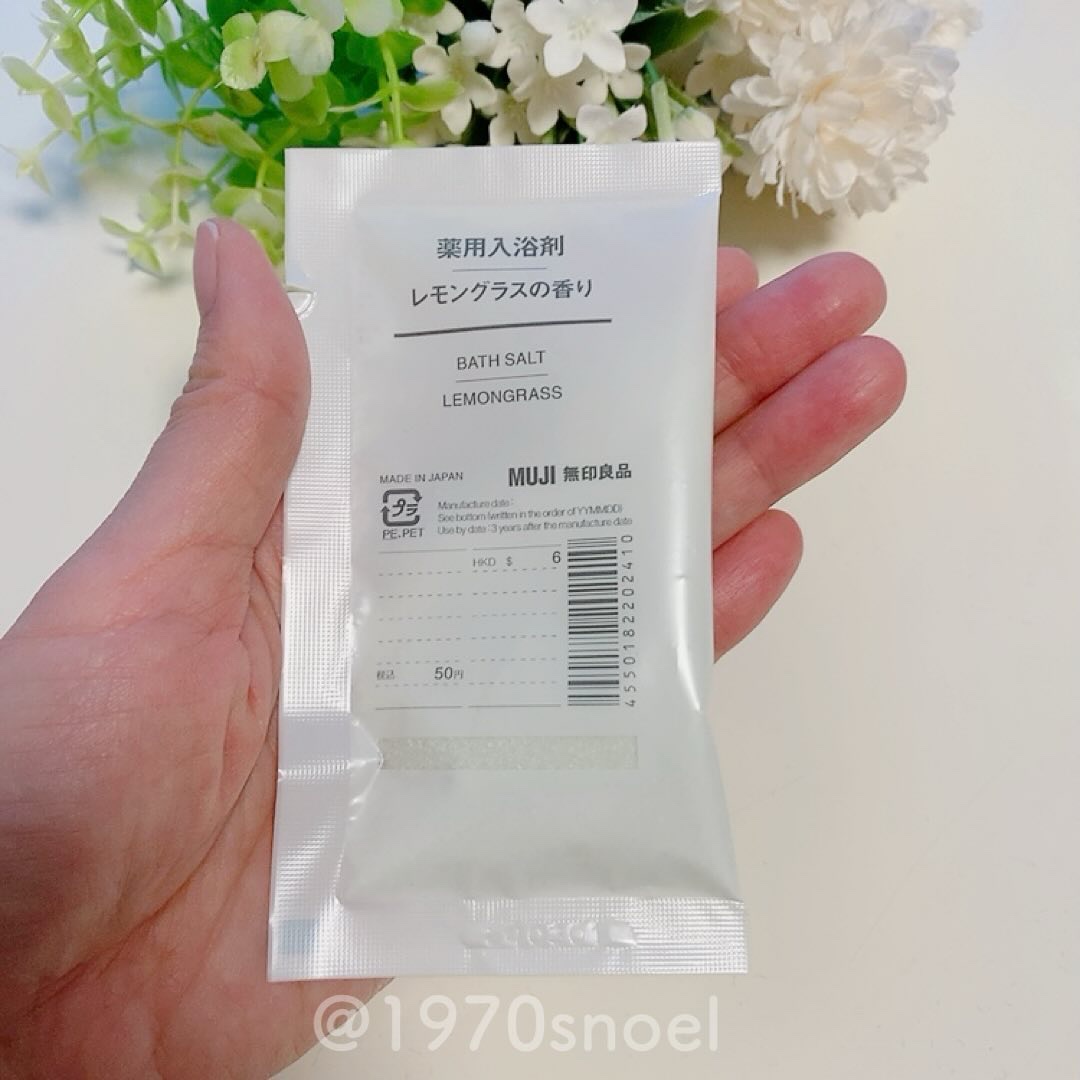 薬用入浴剤
レモングラスの香り
BATH SALT
LEMONGRASS
MADE IN JAPAN
MUJI 無印良品
プラ
PE.PET
Manufacture date :
See bottom (written in the order of YYMMDD)
Use by date : 3 years after the manufacture date
HKD $ 6
税込 50円
4550182202410
@1970snoel